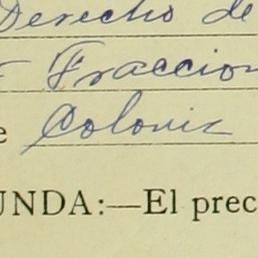 Derecho de
Fraccion
e Colonia
UNDA:—El prec